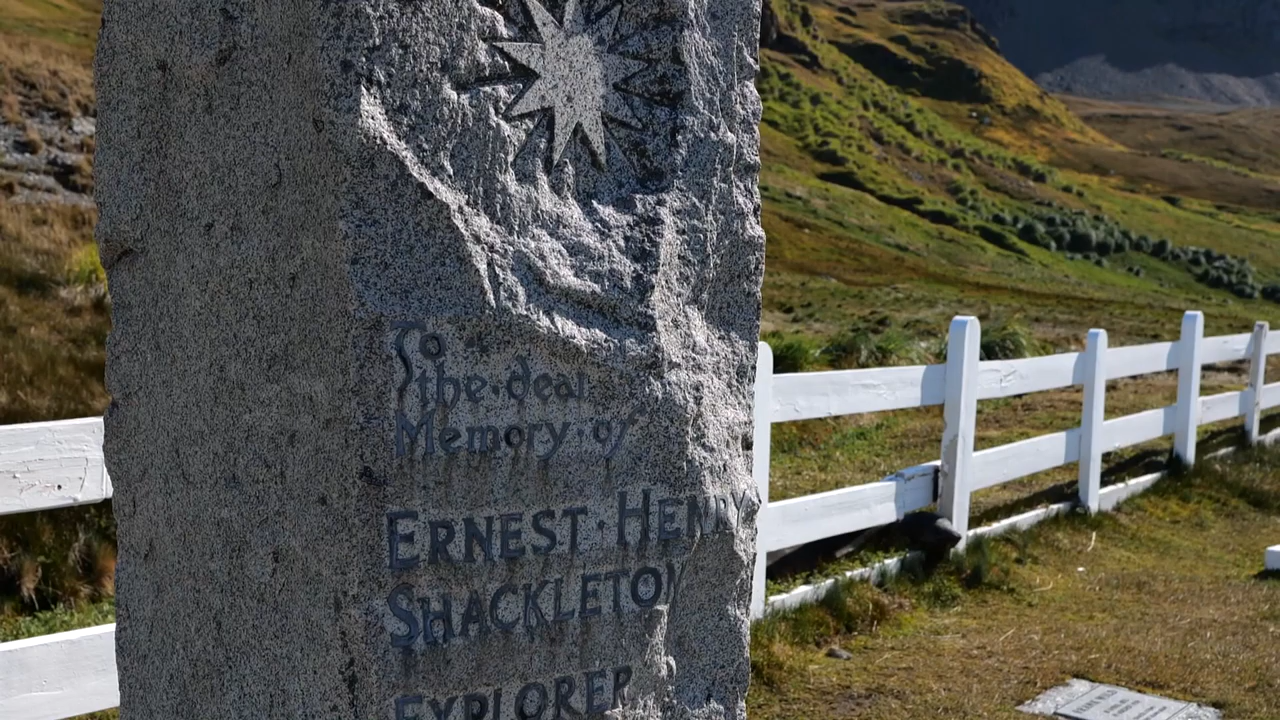 To
the·dear
Memory·of
ERNEST·HENRY
SHACKLETON
EXPLORER